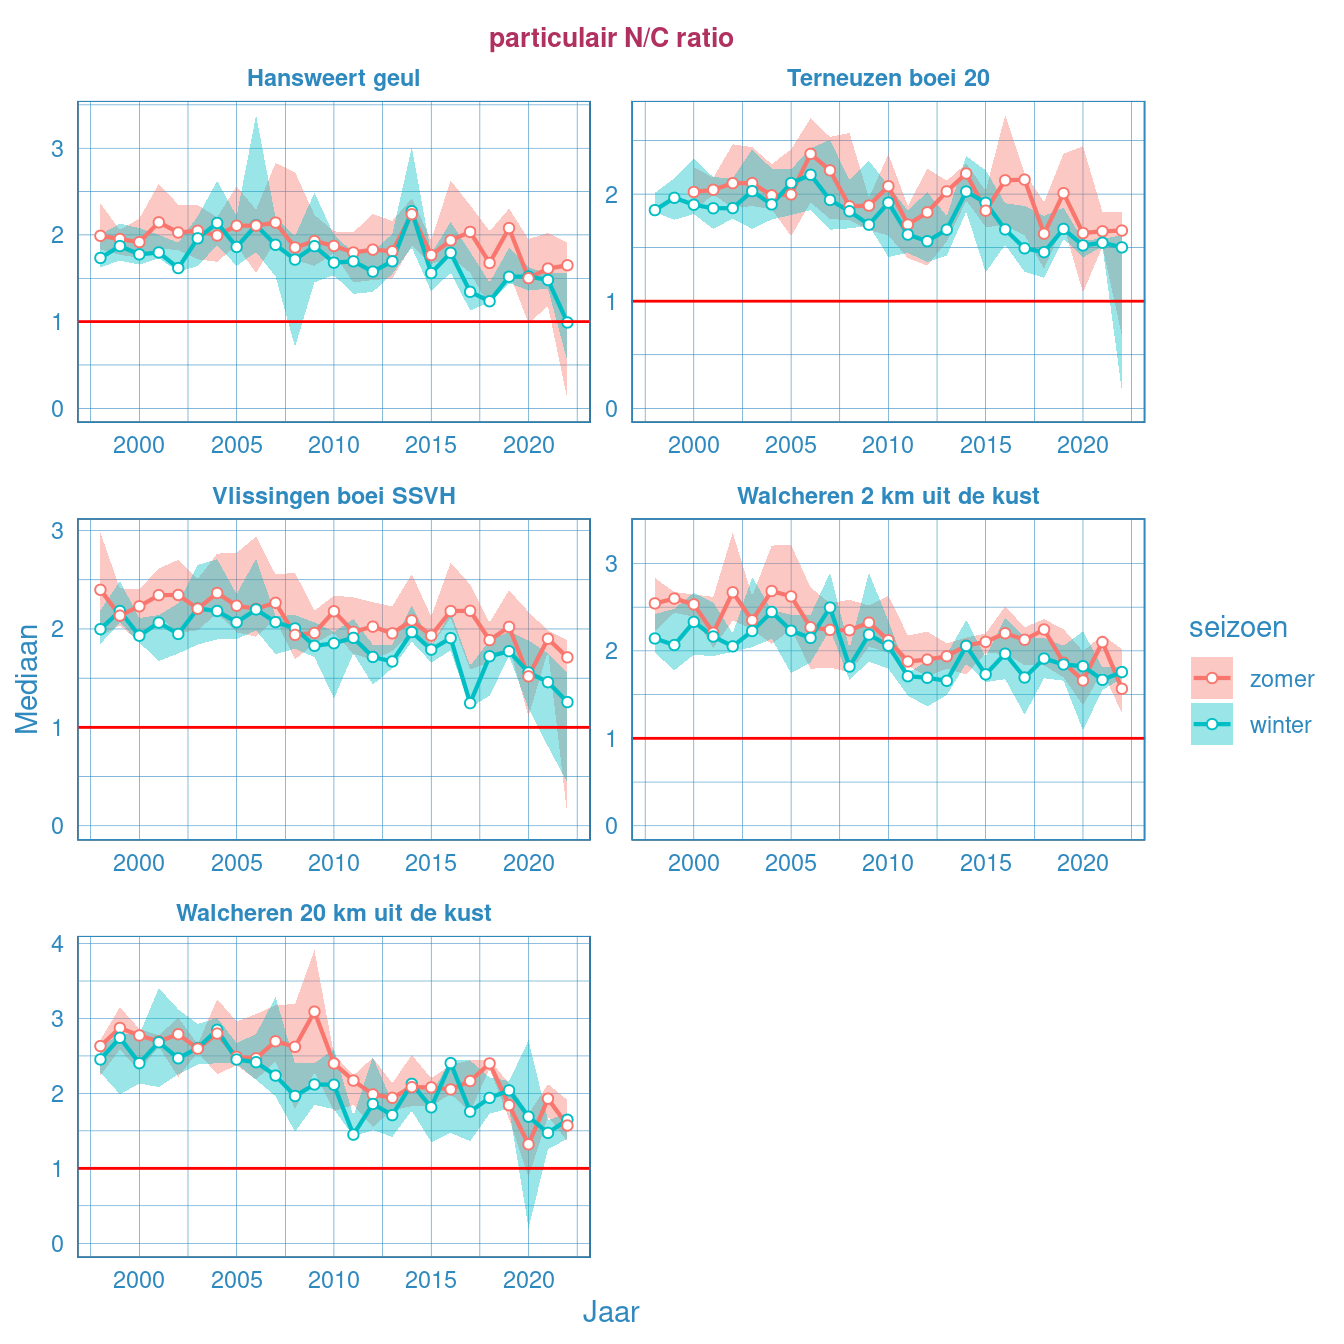 particulair N/C ratio
Hansweert geul
Terneuzen boei 20
3
2
1
0
2
1
0
2000 2005 2010 2015 2020
2000 2005 2010 2015 2020
Vlissingen boei SSVH
Walcheren 2 km uit de kust
3
2
1
0
3
2
1
0
2000 2005 2010 2015 2020
2000 2005 2010 2015 2020
Mediaan
seizoen
zomer
winter
Walcheren 20 km uit de kust
4
3
2
1
0
2000 2005 2010 2015 2020
Jaar